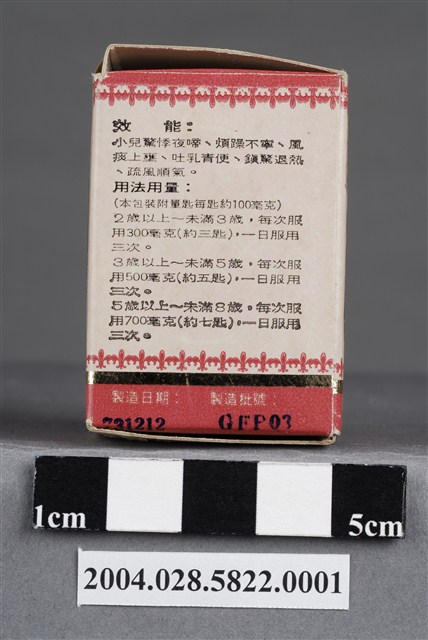 效　能：
小兒驚悸夜啼、煩躁不寧、風
痰上壅、吐乳青便、鎮驚退熱
、疏風順氣。
用法用量：
(本包裝附量匙每匙約100毫克)
2歲以上～未滿3歲，每次服
用300毫克(約三匙)，一日服用
三次。
3歲以上～未滿5歲，每次服
用500毫克(約五匙)，一日服用
三次。
5歲以上～未滿8歲，每次服
用700毫克(約七匙)，一日服用
三次。
製造日期：　製造批號：
731212　GFP03
1cm　5cm
2004.028.5822.0001